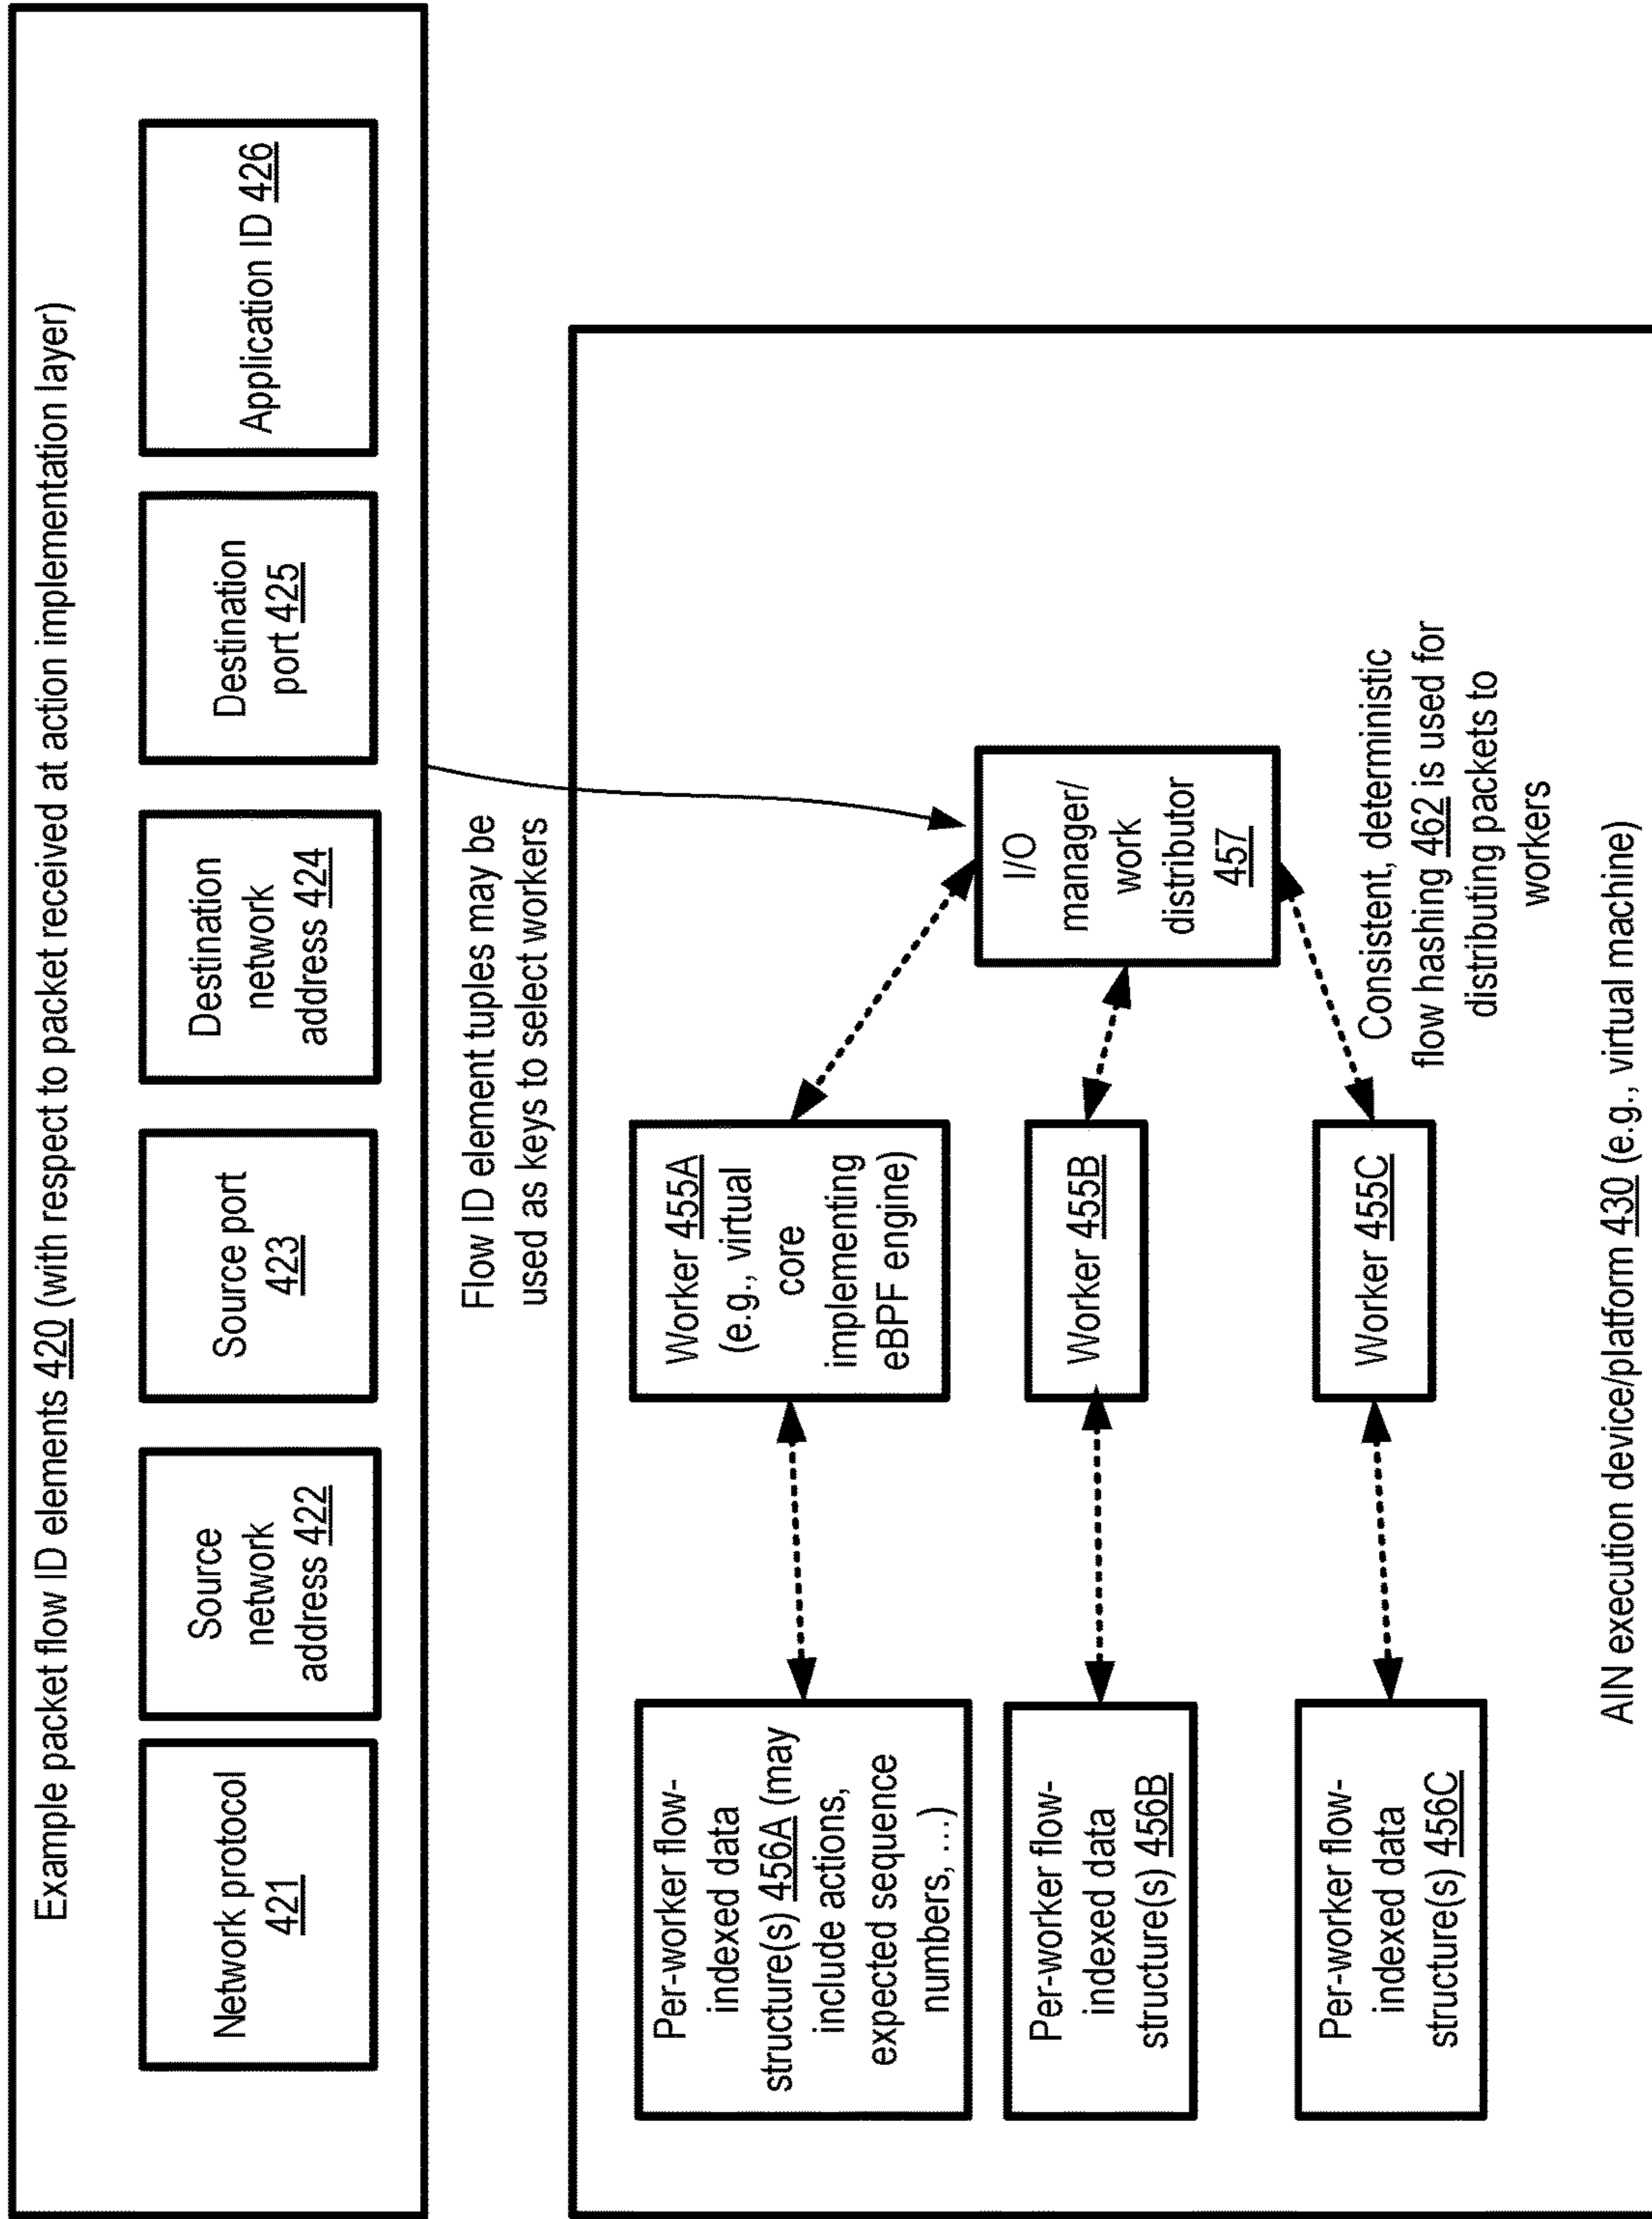 Example packet flow ID elements 420 (with respect to packet received at action implementation layer)
Network protocol
421
Source
network
address 422
Source port
423
Destination
network
address 424
Destination
port 425
Application ID 426
Flow ID element tuples may be
used as keys to select workers
Per-worker flow-
indexed data
structure(s) 456A (may
include actions,
expected sequence
numbers, …)
Worker 455A
(e.g., virtual
core
implementing
eBPF engine)
I/O
manager/
work
distributor
457
Per-worker flow-
indexed data
structure(s) 456B
Worker 455B
Per-worker flow-
indexed data
structure(s) 456C
Worker 455C
Consistent, deterministic
flow hashing 462 is used for
distributing packets to
workers
AIN execution device/platform 430 (e.g., virtual machine)